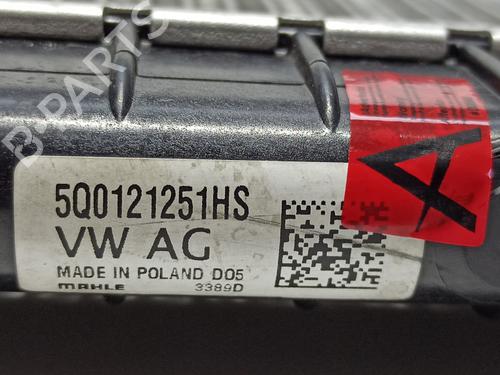 B-PARTS
A
5Q0121251HS
VW AG
MADE IN POLAND D05
MAHLE 3389D